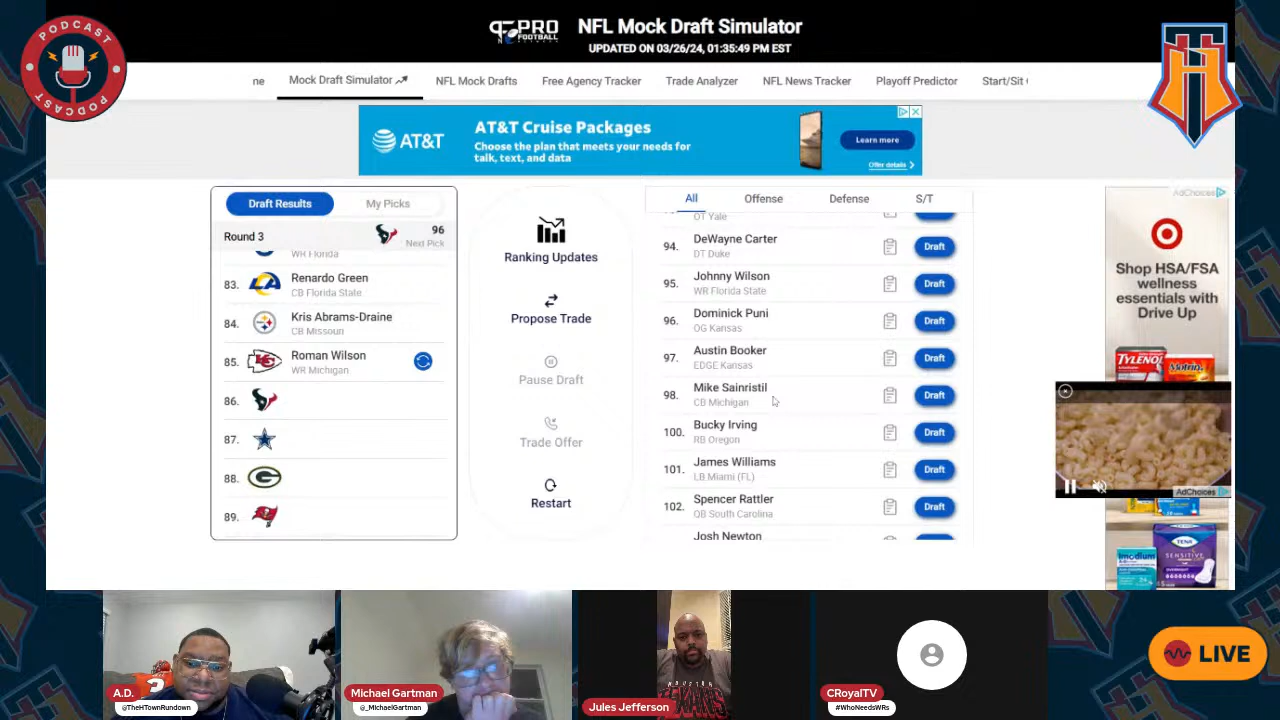 PODCAST
PODCAST
PRO
FOOTBALL
NETWORK
NFL Mock Draft Simulator
UPDATED ON 03/26/24, 01:35:49 PM EST
ne
Mock Draft Simulator
NFL Mock Drafts
Free Agency Tracker
Trade Analyzer
NFL News Tracker
Playoff Predictor
Start/Sit
AT&T
AT&T Cruise Packages
Choose the plan that meets your needs for
talk, text, and data
Learn more
Offer details
Draft Results
My Picks
Round 3
96
Next Pick
WR Florida
83.
Renardo Green
CB Florida State
84.
Kris Abrams-Draine
CB Missouri
85.
Roman Wilson
WR Michigan
86.
87.
88.
89.
Ranking Updates
Propose Trade
Pause Draft
Trade Offer
Restart
All
Offense
Defense
S/T
OT Yale
94.
DeWayne Carter
DT Duke
Draft
95.
Johnny Wilson
WR Florida State
Draft
96.
Dominick Puni
OG Kansas
Draft
97.
Austin Booker
EDGE Kansas
Draft
98.
Mike Sainristil
CB Michigan
Draft
100.
Bucky Irving
RB Oregon
Draft
101.
James Williams
LB Miami (FL)
Draft
102.
Spencer Rattler
QB South Carolina
Draft
Josh Newton
AdChoices
Shop HSA/FSA
wellness
essentials with
Drive Up
TYLENOL
Motrin
AdChoices
Imodium
TENA
SENSITIVE
A.D.
@TheHTownRundown
Michael Gartman
@_MichaelGartman
Jules Jefferson
CRoyalTV
#WhoNeedsWRs
LIVE